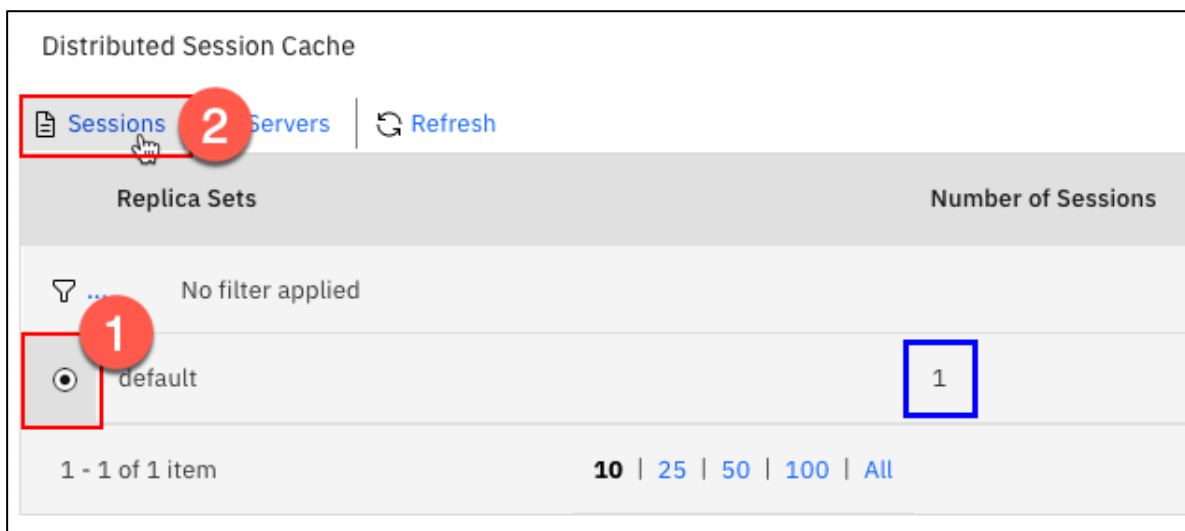 Distributed Session Cache
Sessions 2 Servers | Refresh
Replica Sets Number of Sessions
... No filter applied
1
default 1
1 - 1 of 1 item 10 | 25 | 50 | 100 | All